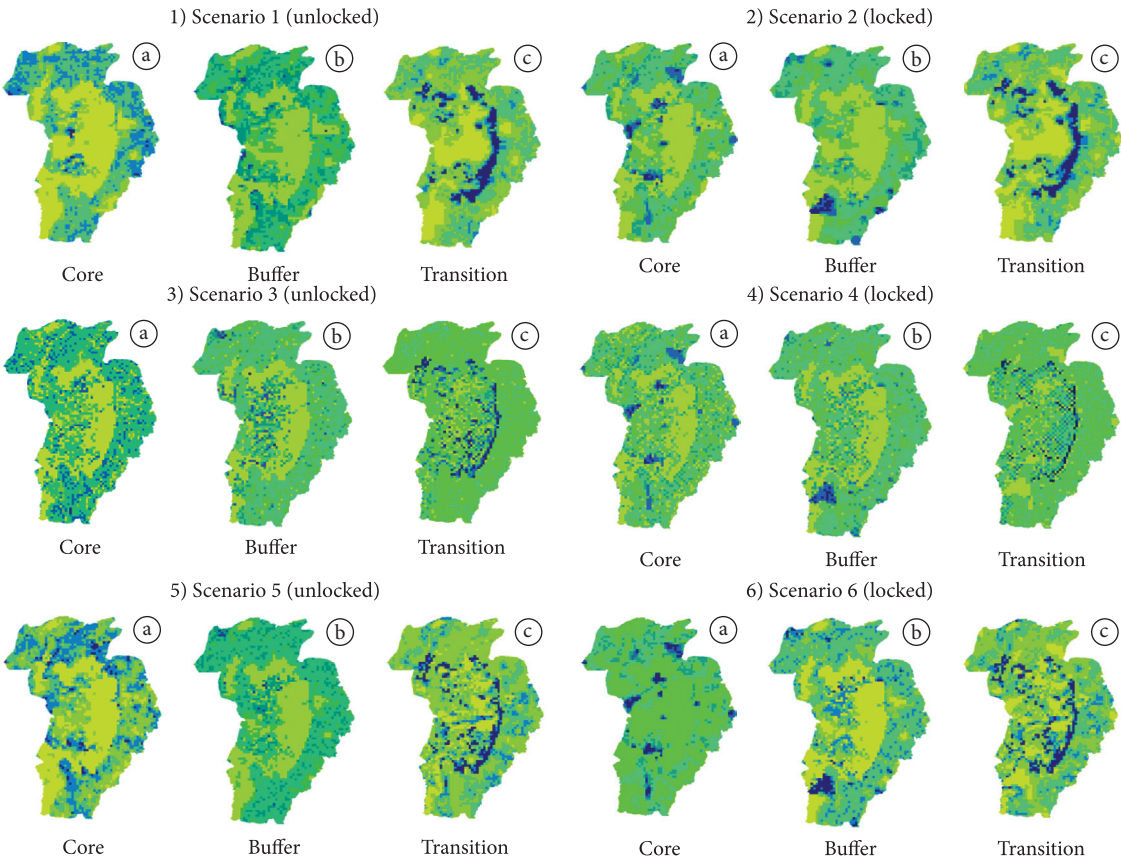 1) Scenario 1 (unlocked)
a
b
c
Core
Buffer
Transition
2) Scenario 2 (locked)
a
b
c
Core
Buffer
Transition
3) Scenario 3 (unlocked)
a
b
c
Core
Buffer
Transition
4) Scenario 4 (locked)
a
b
c
Core
Buffer
Transition
5) Scenario 5 (unlocked)
a
b
c
Core
Buffer
Transition
6) Scenario 6 (locked)
a
b
c
Core
Buffer
Transition